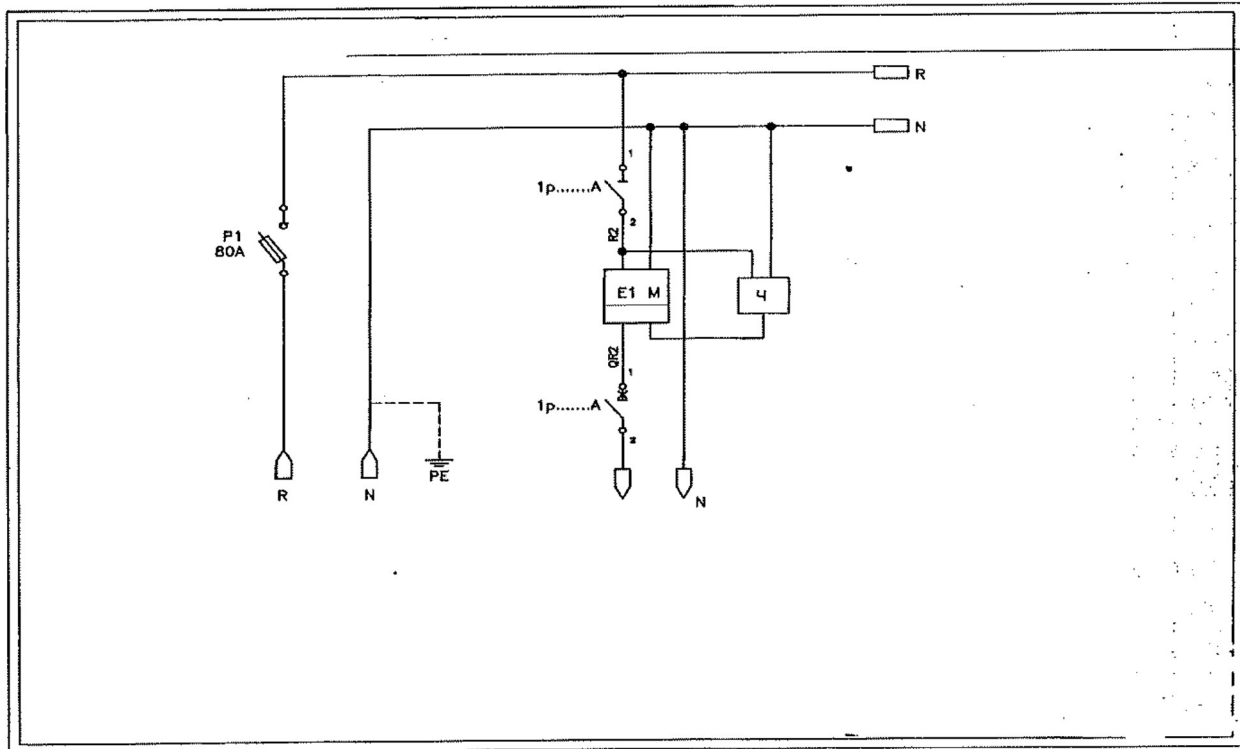 R
N
1
1p.......A
2
R2
P1
80A
E1 M
Ч
QR2
1
1p.......A
2
PE
R
N
N